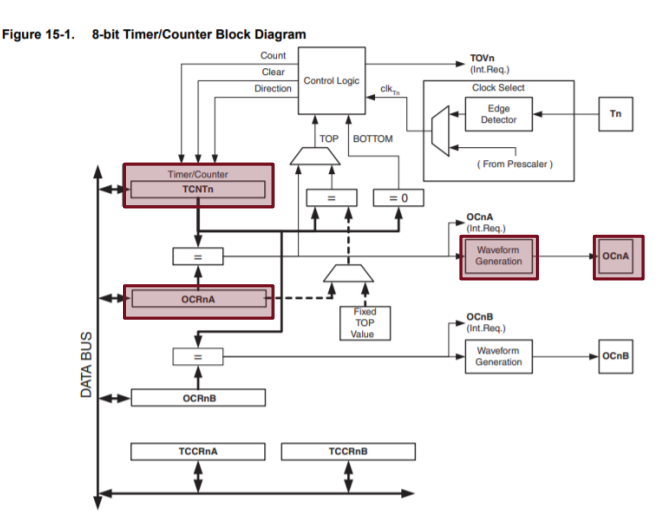 Figure 15-1. 8-bit Timer/Counter Block Diagram
Count
Clear
Direction
Control Logic
TOVn
(Int.Req.)
clkTn
Clock Select
Edge
Detector
Tn
( From Prescaler )
TOP
BOTTOM
Timer/Counter
TCNTn
=
= 0
OCnA
(Int.Req.)
=
Waveform
Generation
OCnA
OCRnA
Fixed
TOP
Value
OCnB
(Int.Req.)
=
Waveform
Generation
OCnB
DATA BUS
OCRnB
TCCRnA
TCCRnB